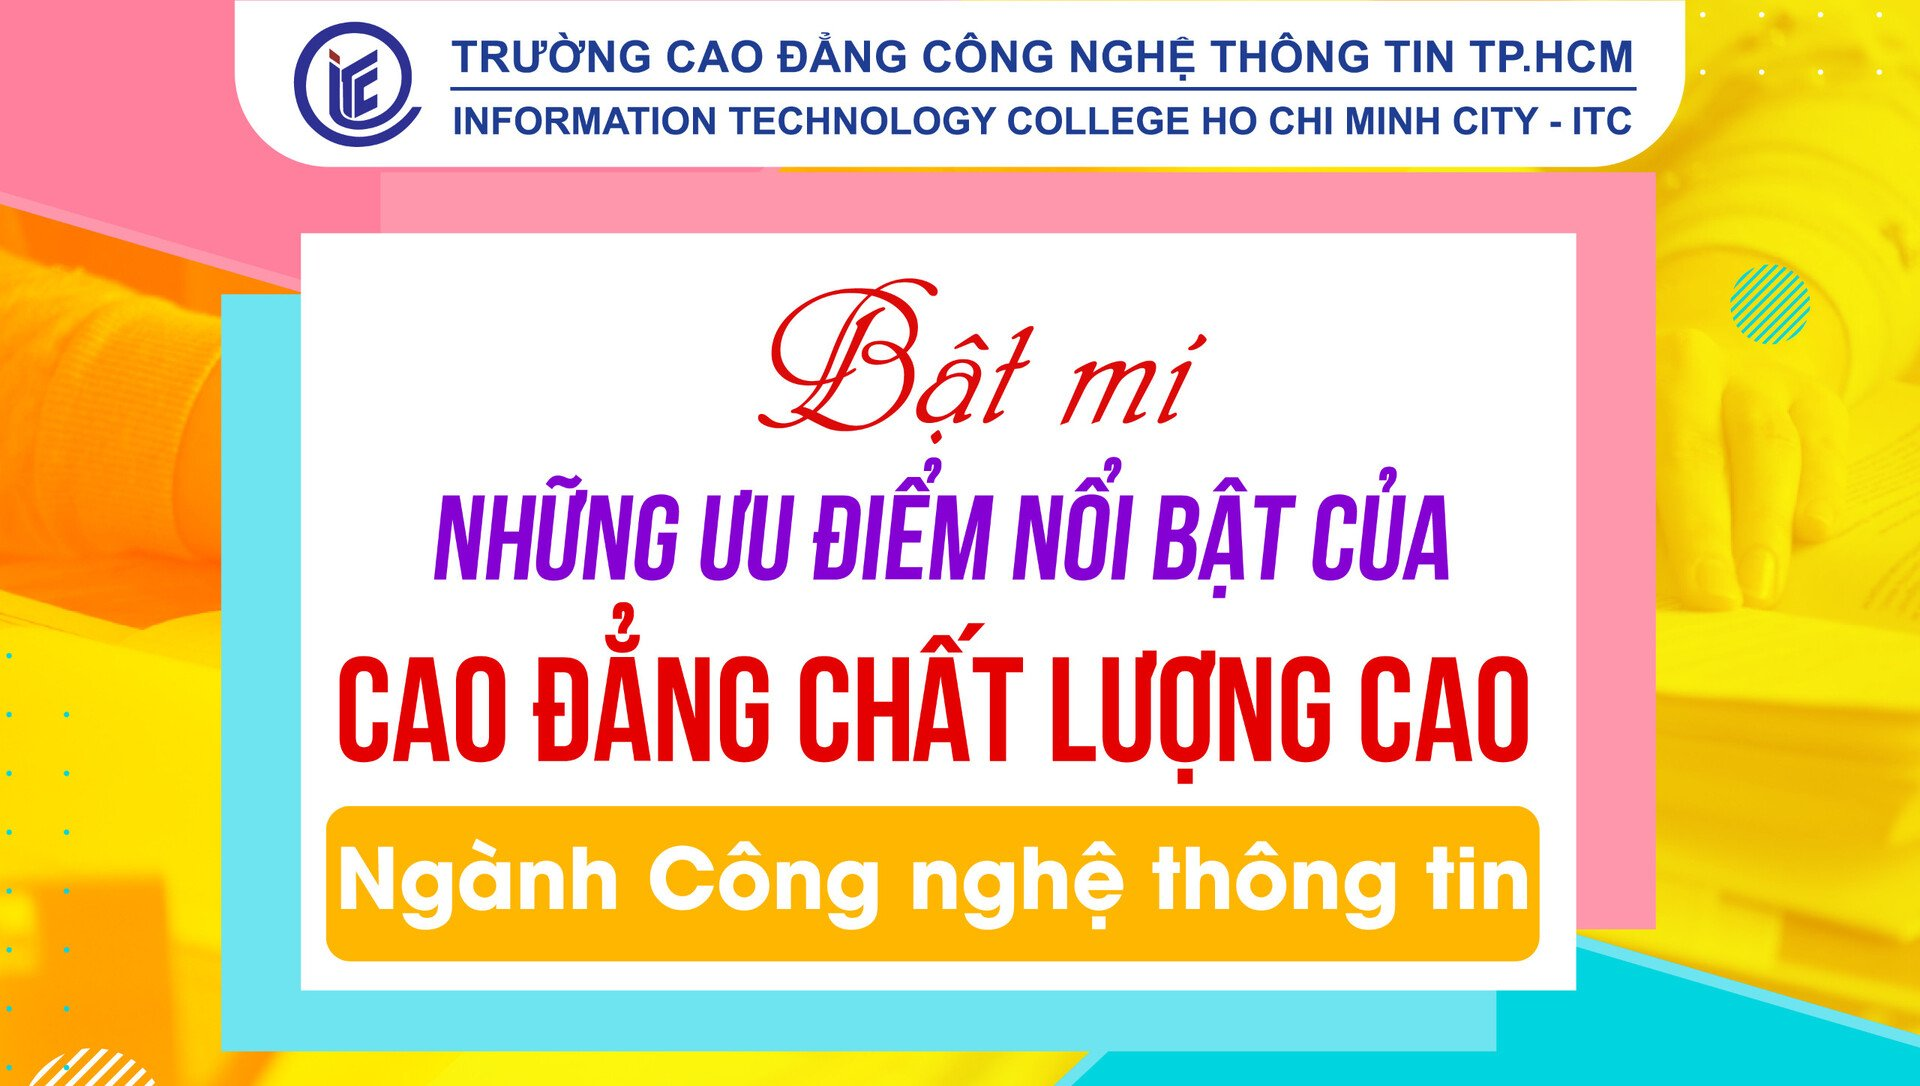 TRƯỜNG CAO ĐẲNG CÔNG NGHỆ THÔNG TIN TP.HCM
INFORMATION TECHNOLOGY COLLEGE HO CHI MINH CITY - ITC
Bật mí
NHỮNG ƯU ĐIỂM NỔI BẬT CỦA
CAO ĐẲNG CHẤT LƯỢNG CAO
Ngành Công nghệ thông tin